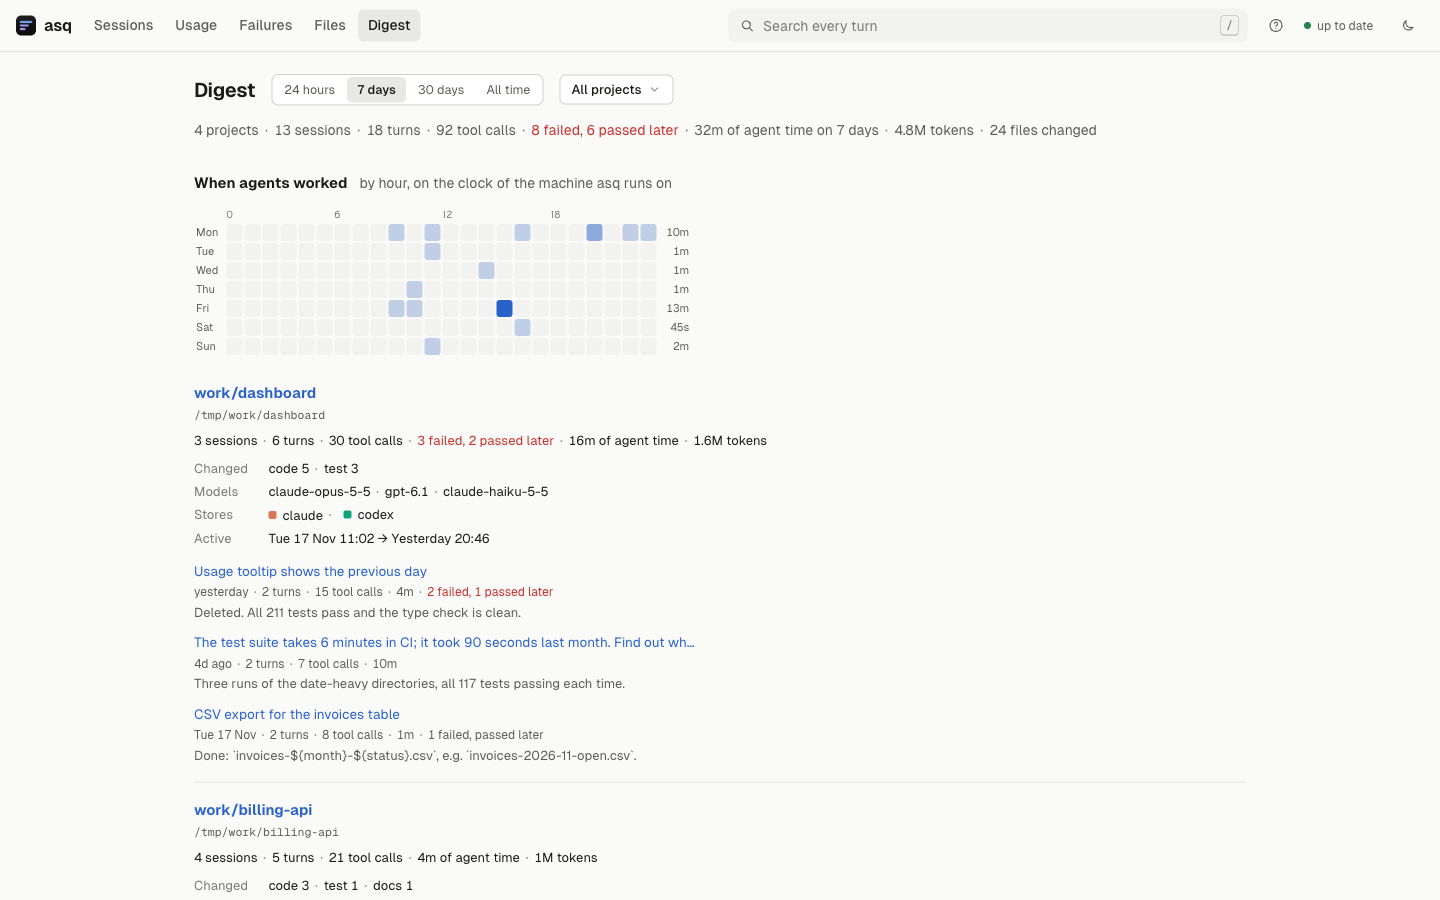 asq Sessions Usage Failures Files Digest Search every turn / up to date
Digest 24 hours 7 days 30 days All time All projects
4 projects · 13 sessions · 18 turns · 92 tool calls · 8 failed, 6 passed later · 32m of agent time on 7 days · 4.8M tokens · 24 files changed
When agents worked by hour, on the clock of the machine asq runs on
0 6 12 18
Mon 10m
Tue 1m
Wed 1m
Thu 1m
Fri 13m
Sat 45s
Sun 2m
work/dashboard
/tmp/work/dashboard
3 sessions · 6 turns · 30 tool calls · 3 failed, 2 passed later · 16m of agent time · 1.6M tokens
Changed code 5 · test 3
Models claude-opus-5-5 · gpt-6.1 · claude-haiku-5-5
Stores claude · codex
Active Tue 17 Nov 11:02 → Yesterday 20:46
Usage tooltip shows the previous day
yesterday · 2 turns · 15 tool calls · 4m · 2 failed, 1 passed later
Deleted. All 211 tests pass and the type check is clean.
The test suite takes 6 minutes in CI; it took 90 seconds last month. Find out wh…
4d ago · 2 turns · 7 tool calls · 10m
Three runs of the date-heavy directories, all 117 tests passing each time.
CSV export for the invoices table
Tue 17 Nov · 2 turns · 8 tool calls · 1m · 1 failed, passed later
Done: `invoices-${month}-${status}.csv`, e.g. `invoices-2026-11-open.csv`.
work/billing-api
/tmp/work/billing-api
4 sessions · 5 turns · 21 tool calls · 4m of agent time · 1M tokens
Changed code 3 · test 1 · docs 1